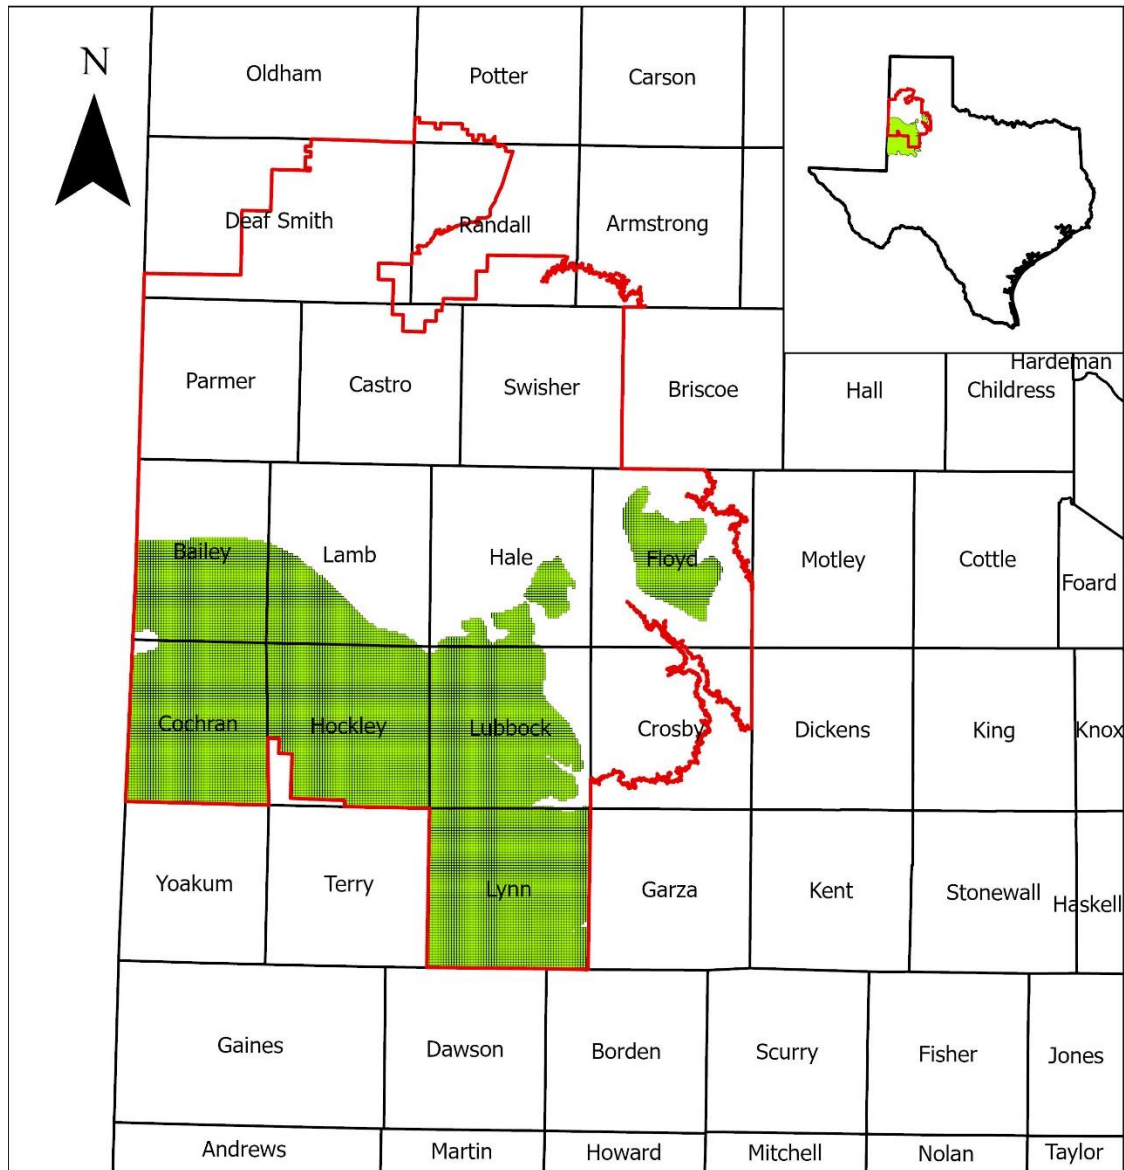 N
Oldham
Potter
Carson
Deaf Smith
Randall
Armstrong
Hardeman
Parmer
Castro
Swisher
Briscoe
Hall
Childress
Bailey
Lamb
Hale
Floyd
Motley
Cottle
Foard
Cochran
Hockley
Lubbock
Crosby
Dickens
King
Knox
Yoakum
Terry
Lynn
Garza
Kent
Stonewall
Haskell
Gaines
Dawson
Borden
Scurry
Fisher
Jones
Andrews
Martin
Howard
Mitchell
Nolan
Taylor